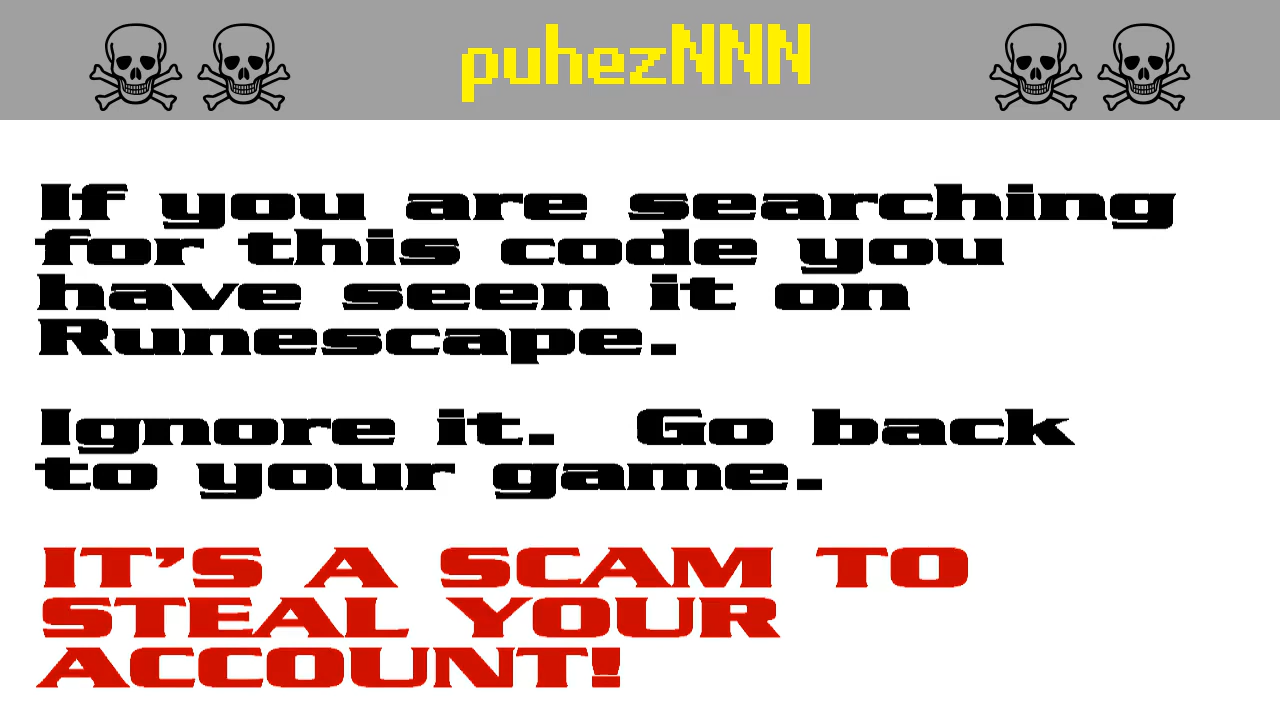 puhezNNN
If you are searching
for this code you
have seen it on
Runescape.
Ignore it.  Go back
to your game.
IT'S A SCAM TO
STEAL YOUR
ACCOUNT!